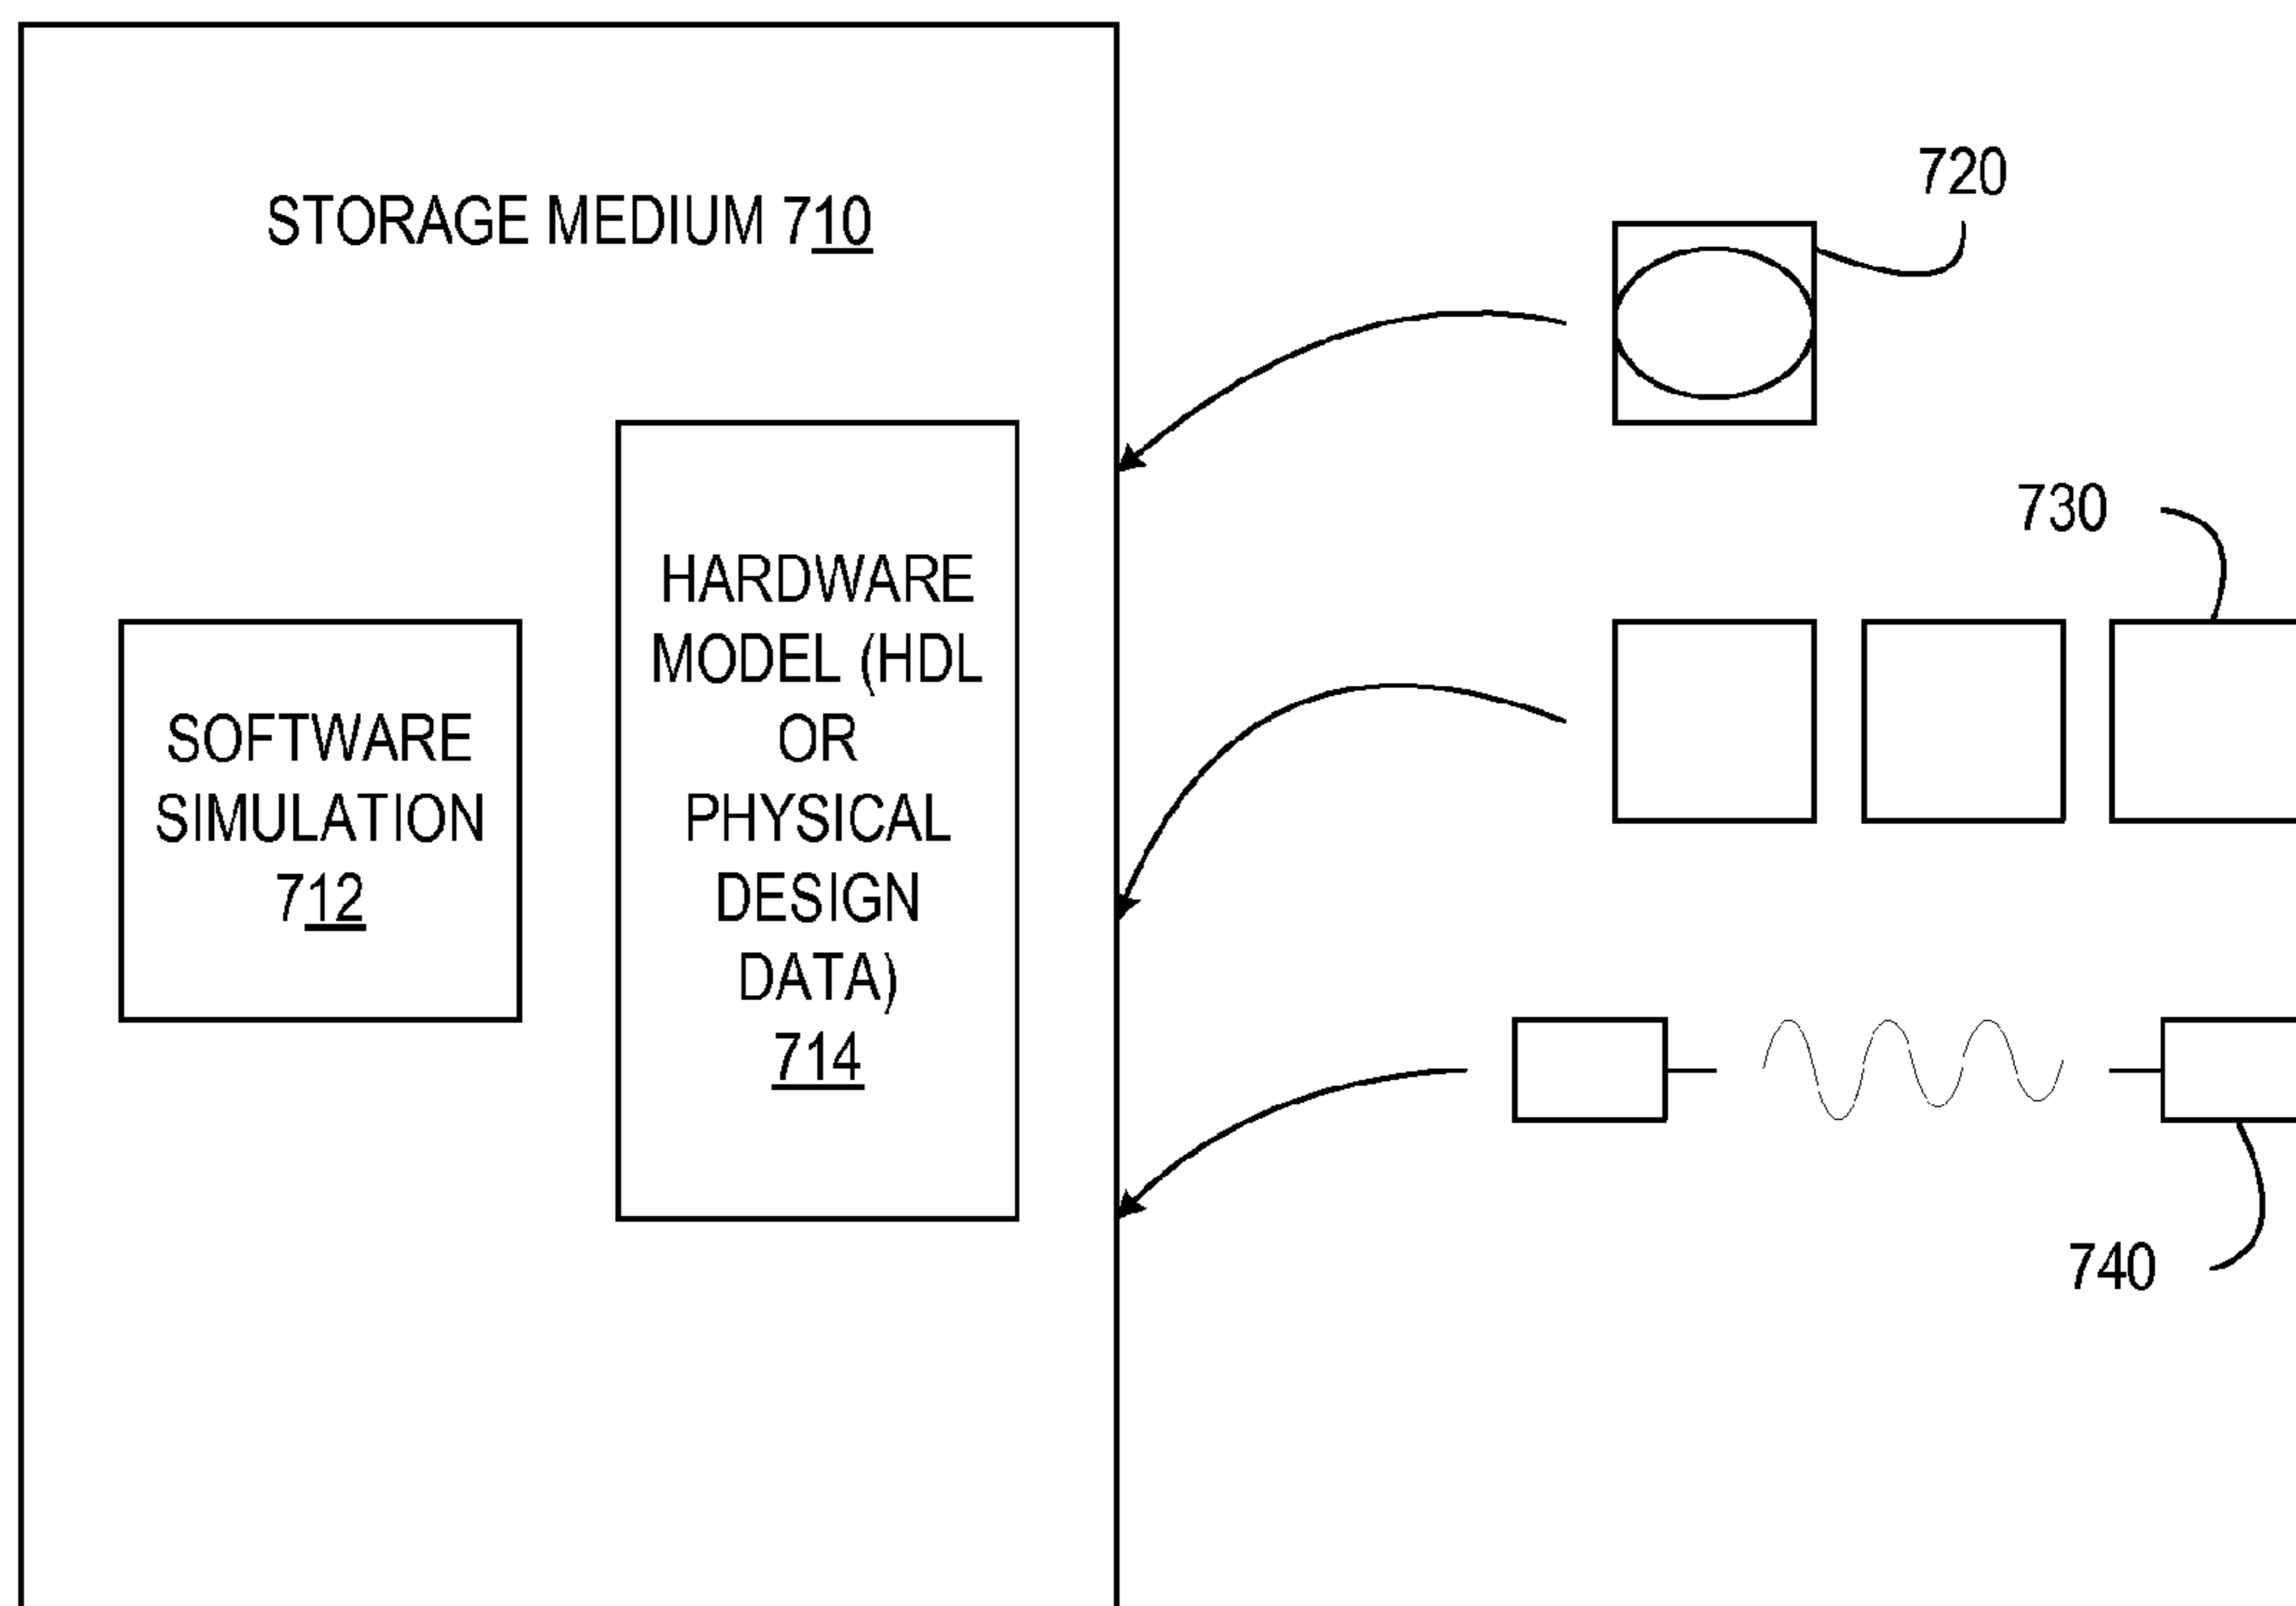 STORAGE MEDIUM 710
720
730
HARDWARE
MODEL (HDL
OR
PHYSICAL
DESIGN
DATA)
714
SOFTWARE
SIMULATION
712
740